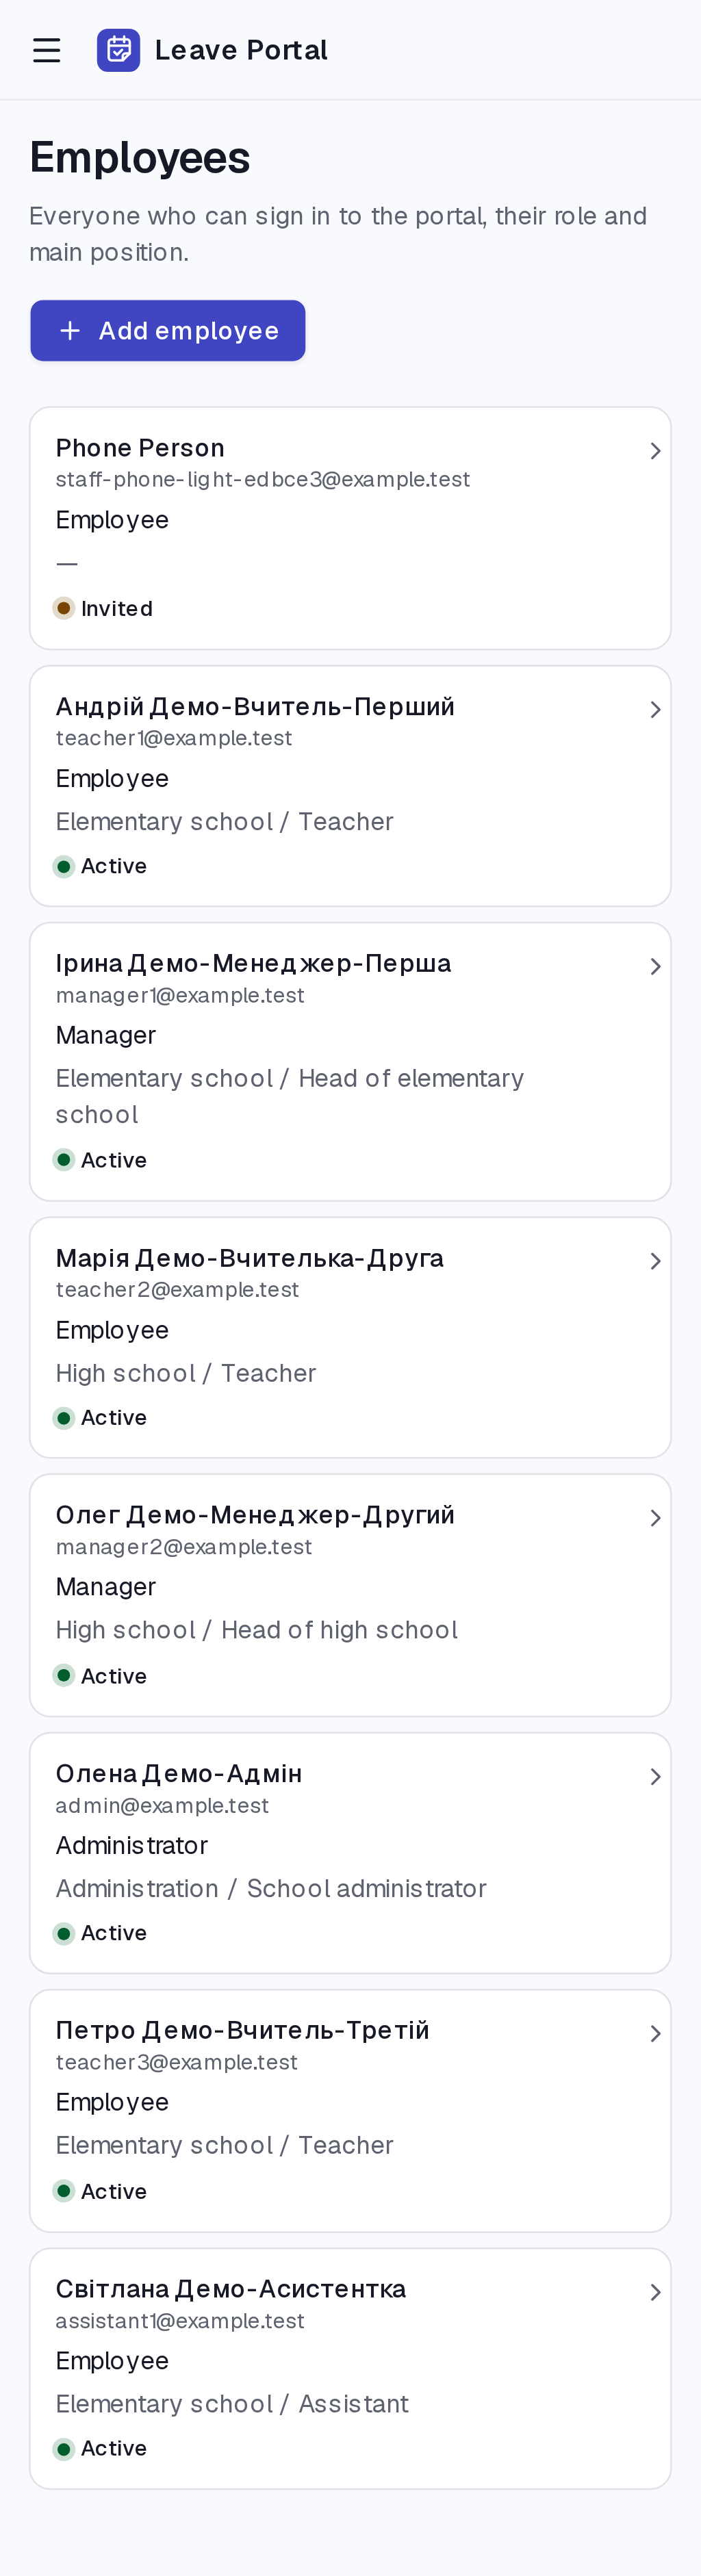 Leave Portal
Employees
Everyone who can sign in to the portal, their role and
main position.
Add employee
Phone Person
staff-phone-light-edbce3@example.test
Employee
—
Invited
Андрій Демо-Вчитель-Перший
teacher1@example.test
Employee
Elementary school / Teacher
Active
Ірина Демо-Менеджер-Перша
manager1@example.test
Manager
Elementary school / Head of elementary
school
Active
Марія Демо-Вчителька-Друга
teacher2@example.test
Employee
High school / Teacher
Active
Олег Демо-Менеджер-Другий
manager2@example.test
Manager
High school / Head of high school
Active
Олена Демо-Адмін
admin@example.test
Administrator
Administration / School administrator
Active
Петро Демо-Вчитель-Третій
teacher3@example.test
Employee
Elementary school / Teacher
Active
Світлана Демо-Асистентка
assistant1@example.test
Employee
Elementary school / Assistant
Active